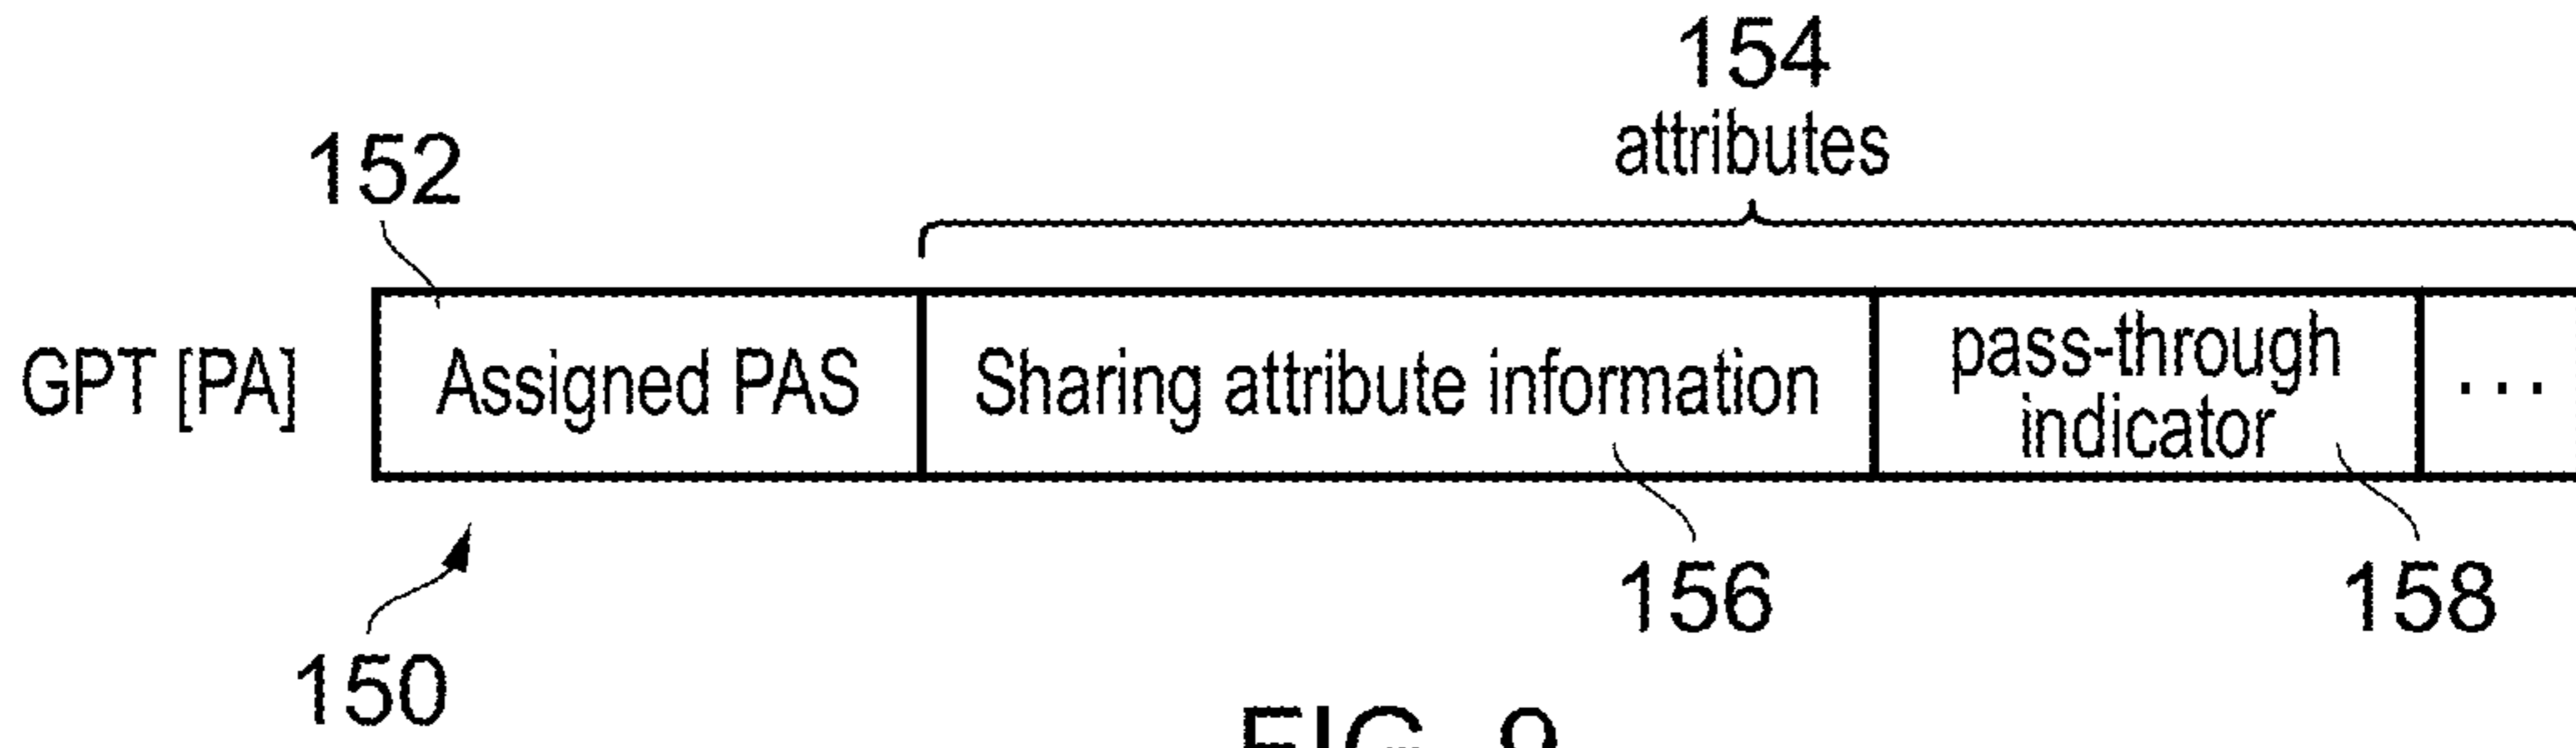 154
attributes
152
GPT [PA]
Assigned PAS
Sharing attribute information
pass-through
indicator
...
156
158
150